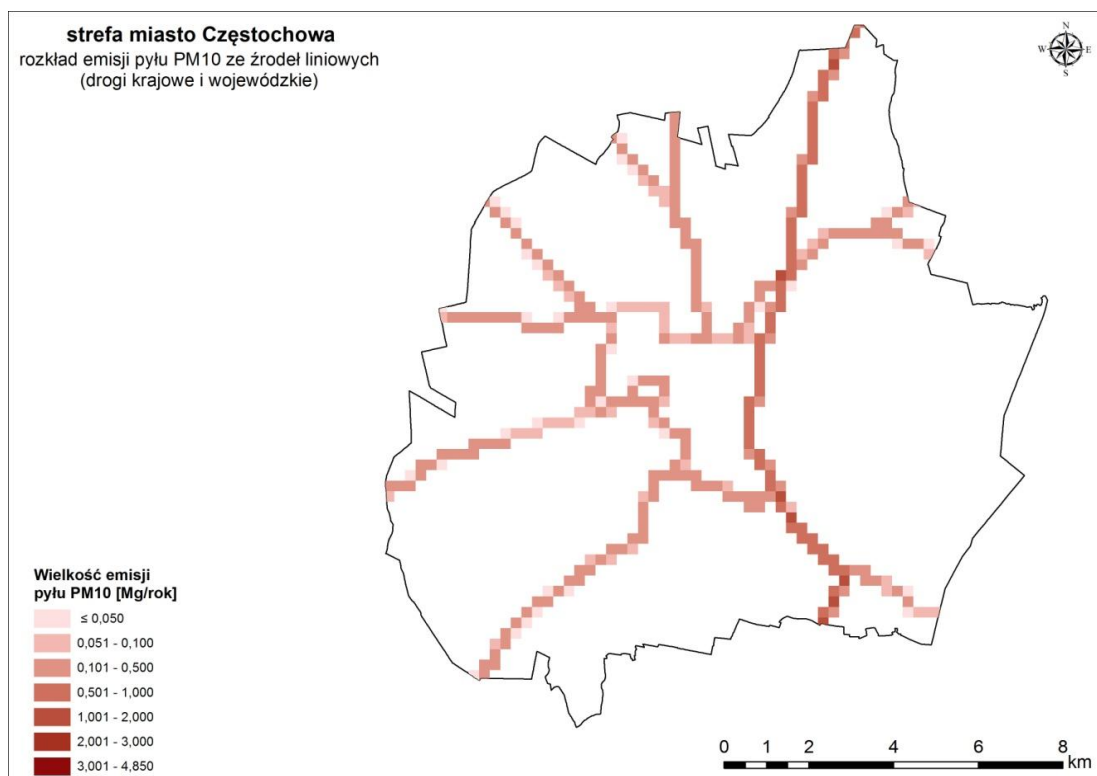 strefa miasto Częstochowa
rozkład emisji pyłu PM10 ze źrodeł liniowych
(drogi krajowe i wojewódzkie)
N
W E
S
Wielkość emisji
pyłu PM10 [Mg/rok]
≤ 0,050
0,051 - 0,100
0,101 - 0,500
0,501 - 1,000
1,001 - 2,000
2,001 - 3,000
3,001 - 4,850
0 1 2 4 6 8
km